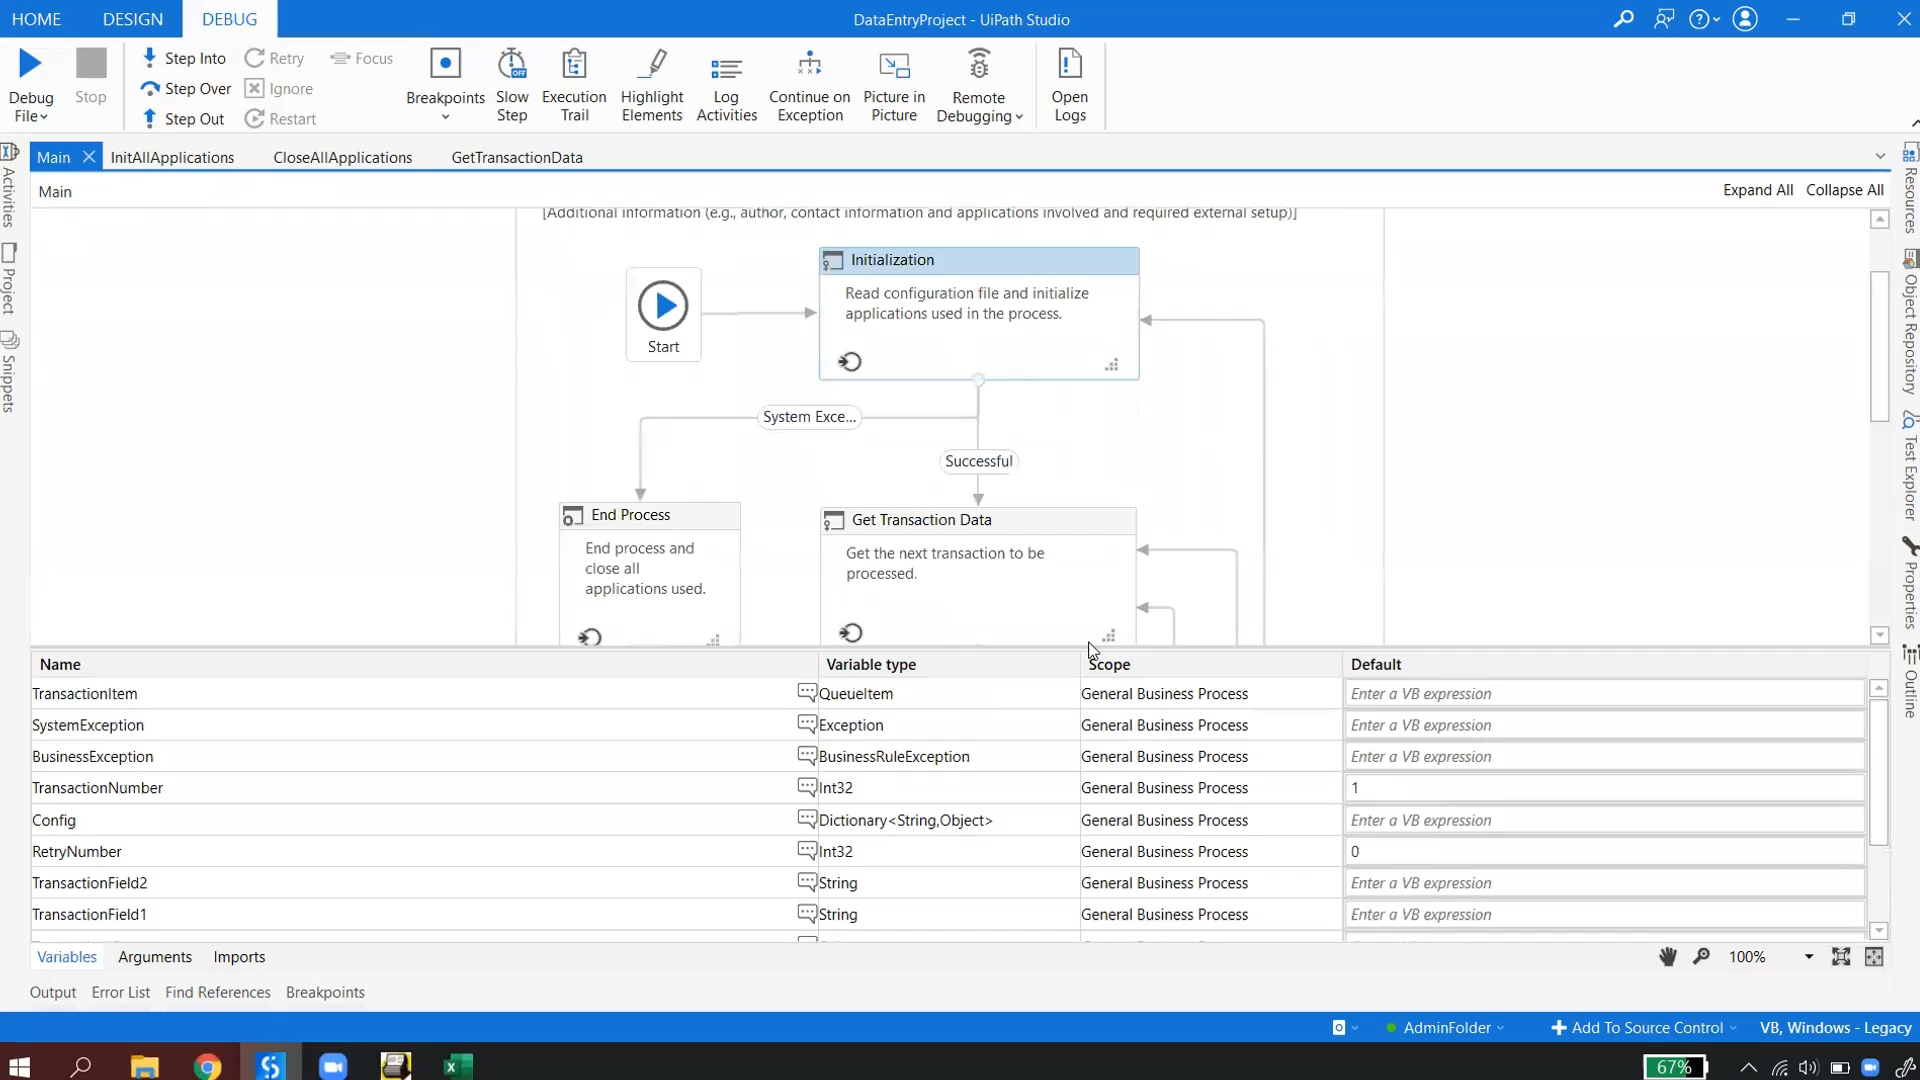 HOME DESIGN DEBUG DataEntryProject - UiPath Studio
Debug File
Stop
Step Into
Step Over
Step Out
Retry
Ignore
Restart
Focus
Breakpoints
Slow Step
Execution Trail
Highlight Elements
Log Activities
Continue on Exception
Picture in Picture
Remote Debugging
Open Logs
Main InitAllApplications CloseAllApplications GetTransactionData
Main Expand All Collapse All
Activities
Project
Snippets
Resources
Object Repository
Test Explorer
Properties
Outline
[Additional information (e.g., author, contact information and applications involved and required external setup)]
Start
Initialization
Read configuration file and initialize
applications used in the process.
System Exce...
Successful
End Process
End process and
close all
applications used.
Get Transaction Data
Get the next transaction to be
processed.
Name Variable type Scope Default
TransactionItem QueueItem General Business Process Enter a VB expression
SystemException Exception General Business Process Enter a VB expression
BusinessException BusinessRuleException General Business Process Enter a VB expression
TransactionNumber Int32 General Business Process 1
Config Dictionary<String,Object> General Business Process Enter a VB expression
RetryNumber Int32 General Business Process 0
TransactionField2 String General Business Process Enter a VB expression
TransactionField1 String General Business Process Enter a VB expression
Variables Arguments Imports 100%
Output Error List Find References Breakpoints
AdminFolder Add To Source Control VB, Windows - Legacy
67%